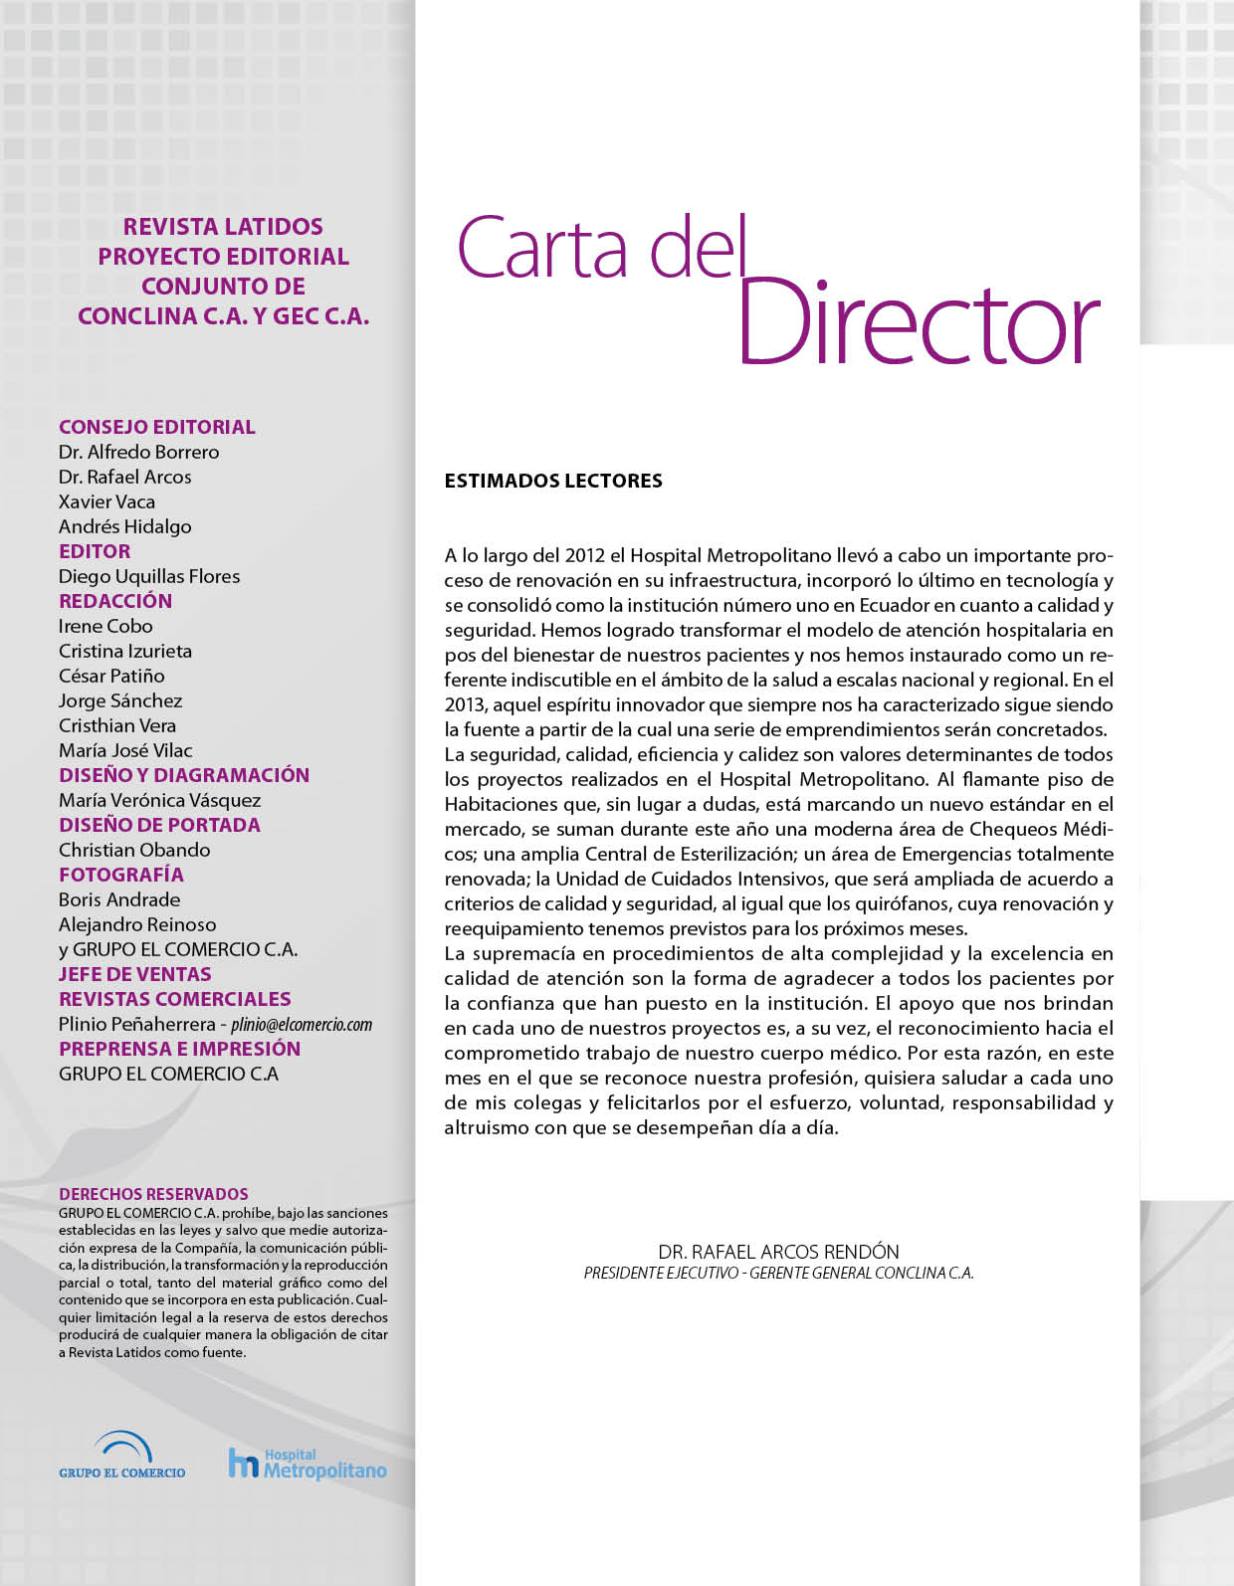 REVISTA LATIDOS
PROYECTO EDITORIAL
CONJUNTO DE
CONCLINA C.A. Y GEC C.A.
CONSEJO EDITORIAL
Dr. Alfredo Borrero
Dr. Rafael Arcos
Xavier Vaca
Andrés Hidalgo
EDITOR
Diego Uquillas Flores
REDACCIÓN
Irene Cobo
Cristina Izurieta
César Patiño
Jorge Sánchez
Cristhian Vera
María José Vilac
DISEÑO Y DIAGRAMACIÓN
María Verónica Vásquez
DISEÑO DE PORTADA
Christian Obando
FOTOGRAFÍA
Boris Andrade
Alejandro Reinoso
y GRUPO EL COMERCIO C.A.
JEFE DE VENTAS
REVISTAS COMERCIALES
Plinio Peñaherrera - plinio@elcomercio.com
PREPRENSA E IMPRESIÓN
GRUPO EL COMERCIO C.A
DERECHOS RESERVADOS
GRUPO EL COMERCIO C.A. prohíbe, bajo las sanciones
establecidas en las leyes y salvo que medie autoriza-
ción expresa de la Compañía, la comunicación públi-
ca, la distribución, la transformación y la reproducción
parcial o total, tanto del material gráfico como del
contenido que se incorpora en esta publicación. Cual-
quier limitación legal a la reserva de estos derechos
producirá de cualquier manera la obligación de citar
a Revista Latidos como fuente.
GRUPO EL COMERCIO
hm Hospital
Metropolitano
Carta del
Director
ESTIMADOS LECTORES
A lo largo del 2012 el Hospital Metropolitano llevó a cabo un importante pro-
ceso de renovación en su infraestructura, incorporó lo último en tecnología y
se consolidó como la institución número uno en Ecuador en cuanto a calidad y
seguridad. Hemos logrado transformar el modelo de atención hospitalaria en
pos del bienestar de nuestros pacientes y nos hemos instaurado como un re-
ferente indiscutible en el ámbito de la salud a escalas nacional y regional. En el
2013, aquel espíritu innovador que siempre nos ha caracterizado sigue siendo
la fuente a partir de la cual una serie de emprendimientos serán concretados.
La seguridad, calidad, eficiencia y calidez son valores determinantes de todos
los proyectos realizados en el Hospital Metropolitano. Al flamante piso de
Habitaciones que, sin lugar a dudas, está marcando un nuevo estándar en el
mercado, se suman durante este año una moderna área de Chequeos Médi-
cos; una amplia Central de Esterilización; un área de Emergencias totalmente
renovada; la Unidad de Cuidados Intensivos, que será ampliada de acuerdo a
criterios de calidad y seguridad, al igual que los quirófanos, cuya renovación y
reequipamiento tenemos previstos para los próximos meses.
La supremacía en procedimientos de alta complejidad y la excelencia en
calidad de atención son la forma de agradecer a todos los pacientes por
la confianza que han puesto en la institución. El apoyo que nos brindan
en cada uno de nuestros proyectos es, a su vez, el reconocimiento hacia el
comprometido trabajo de nuestro cuerpo médico. Por esta razón, en este
mes en el que se reconoce nuestra profesión, quisiera saludar a cada uno
de mis colegas y felicitarlos por el esfuerzo, voluntad, responsabilidad y
altruismo con que se desempeñan día a día.
DR. RAFAEL ARCOS RENDÓN
PRESIDENTE EJECUTIVO - GERENTE GENERAL CONCLINA C.A.